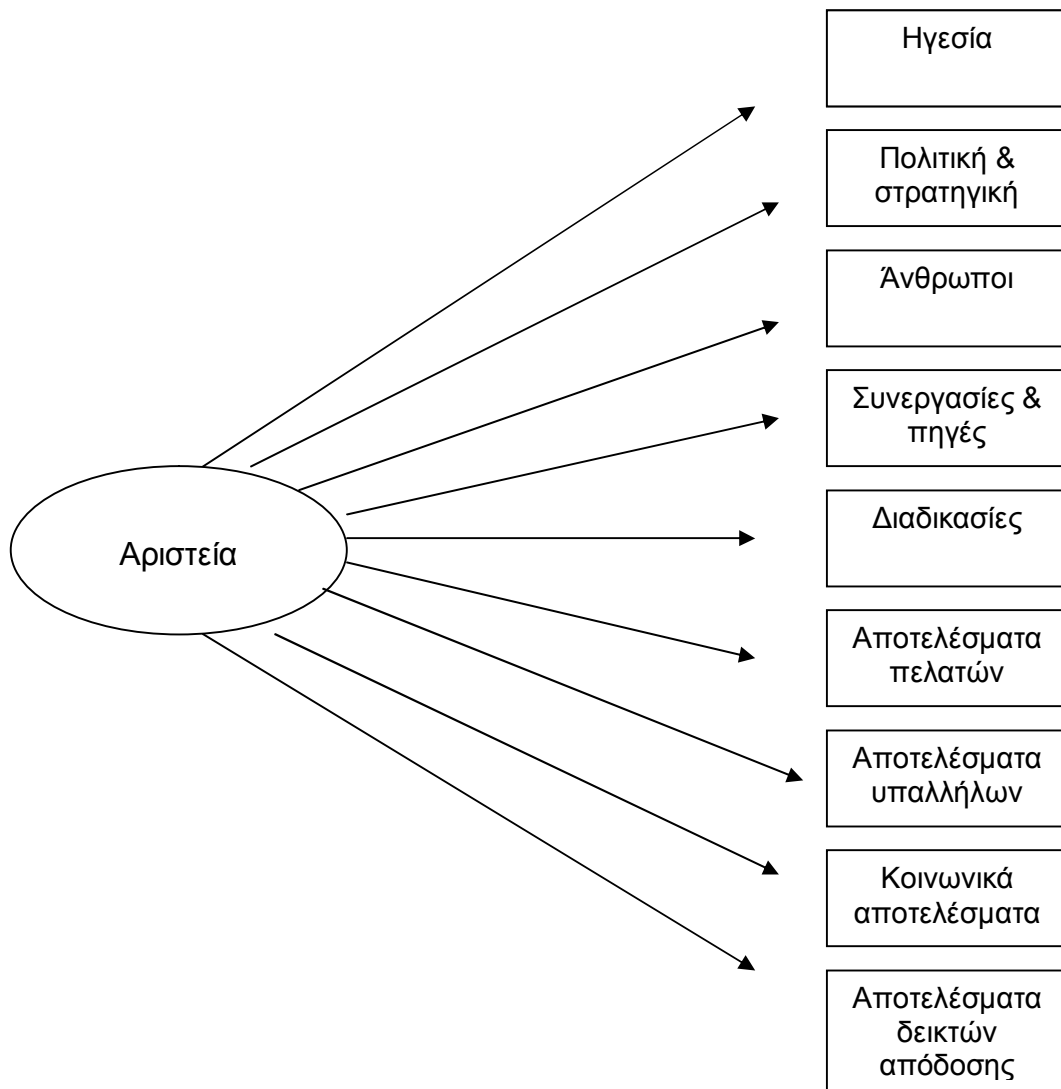 Ηγεσία
Πολιτική &
στρατηγική
Άνθρωποι
Συνεργασίες &
πηγές
Διαδικασίες
Αριστεία
Αποτελέσματα
πελατών
Αποτελέσματα
υπαλλήλων
Κοινωνικά
αποτελέσματα
Αποτελέσματα
δεικτών
απόδοσης